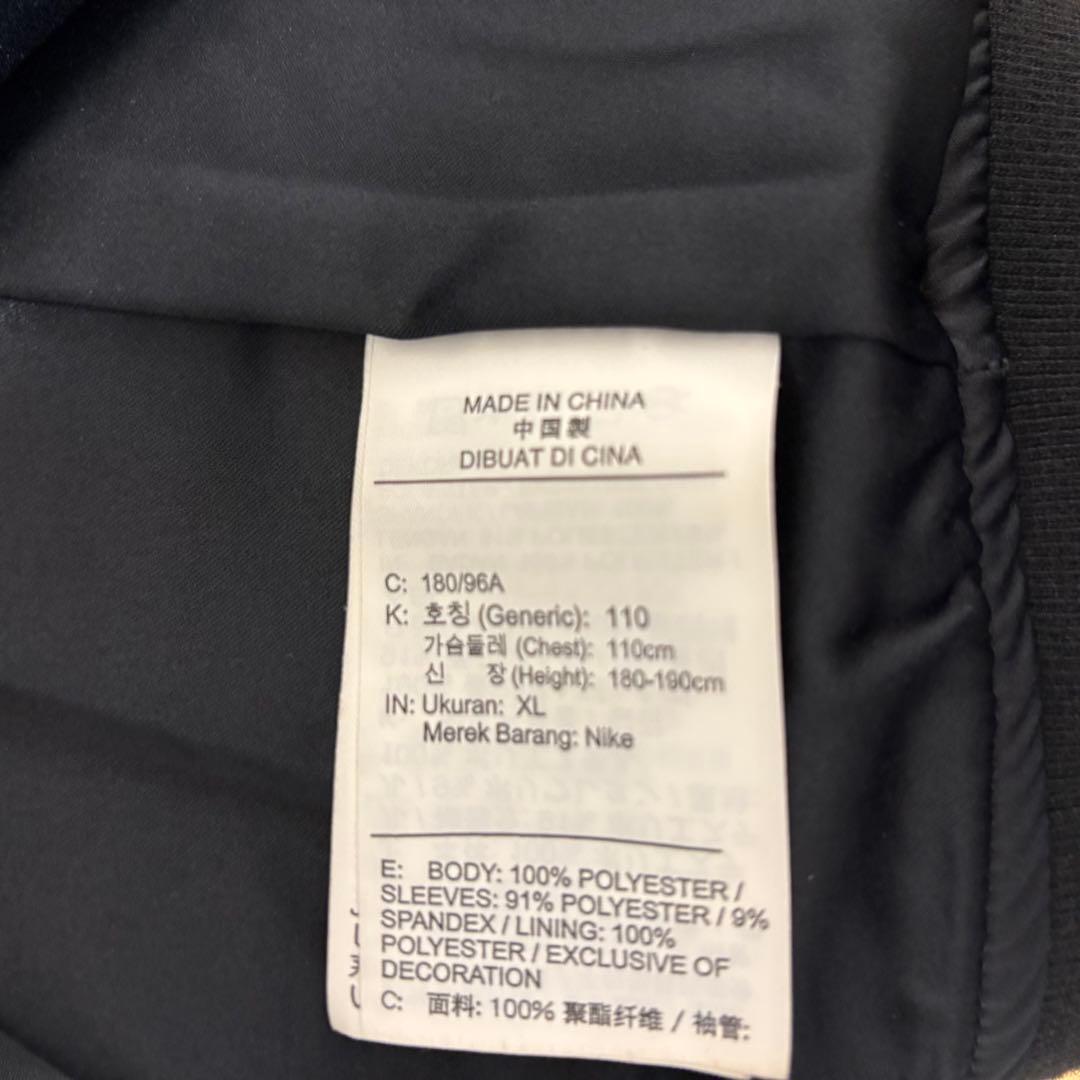 MADE IN CHINA
中国製
DIBUAT DI CINA
C: 180/96A
K: 호칭 (Generic): 110
가슴둘레 (Chest): 110cm
신 장 (Height): 180-190cm
IN: Ukuran: XL
Merek Barang: Nike
E: BODY: 100% POLYESTER /
SLEEVES: 91% POLYESTER / 9%
SPANDEX / LINING: 100%
POLYESTER / EXCLUSIVE OF
DECORATION
C: 面料: 100% 聚酯纤维 / 袖管: